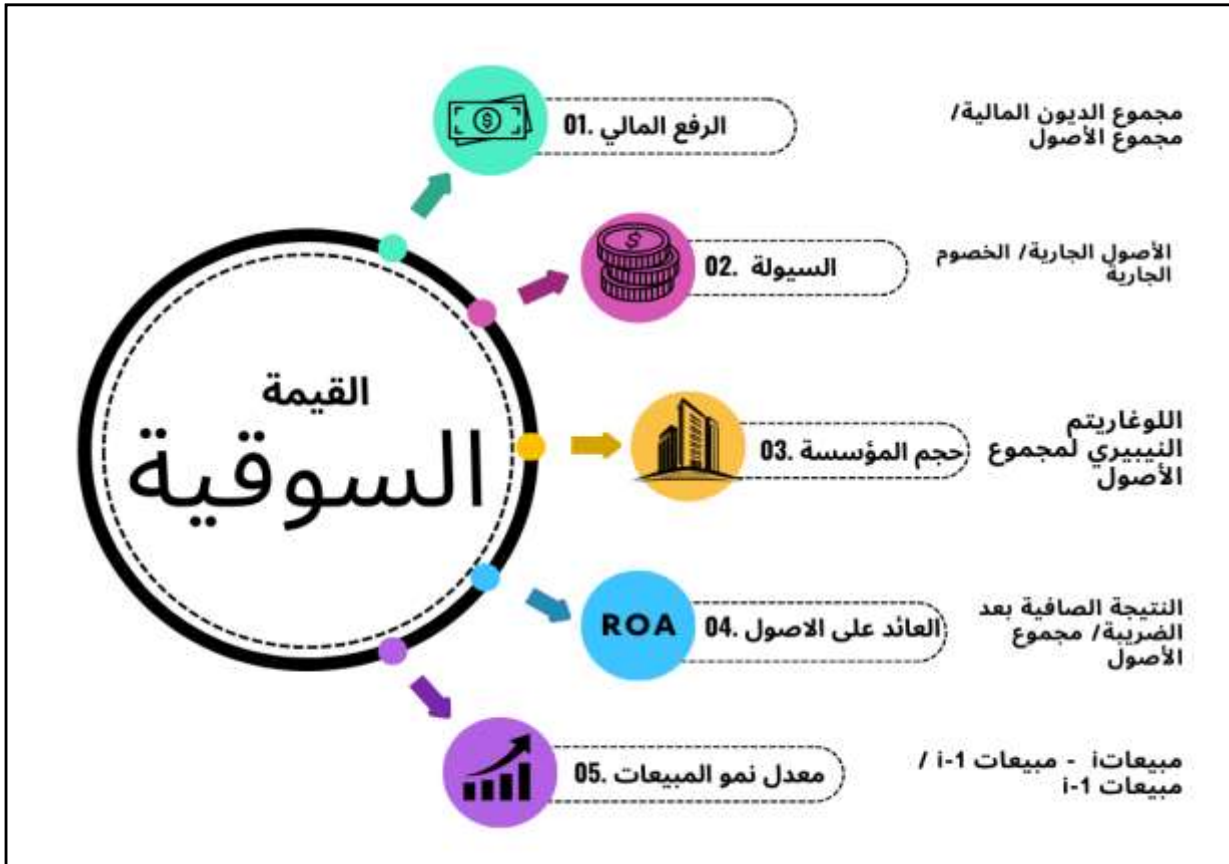 القيمة
السوقية
01. الرفع المالي
مجموع الديون المالية/
مجموع الأصول
02. السيولة
الأصول الجارية/ الخصوم
الجارية
03. حجم المؤسسة
اللوغاريتم
النيبيري لمجموع
الأصول
ROA
04. العائد على الاصول
النتيجة الصافية بعد
الضريبة/ مجموع
الأصول
05. معدل نمو المبيعات
مبيعاتi - مبيعات i-1 /
مبيعات i-1